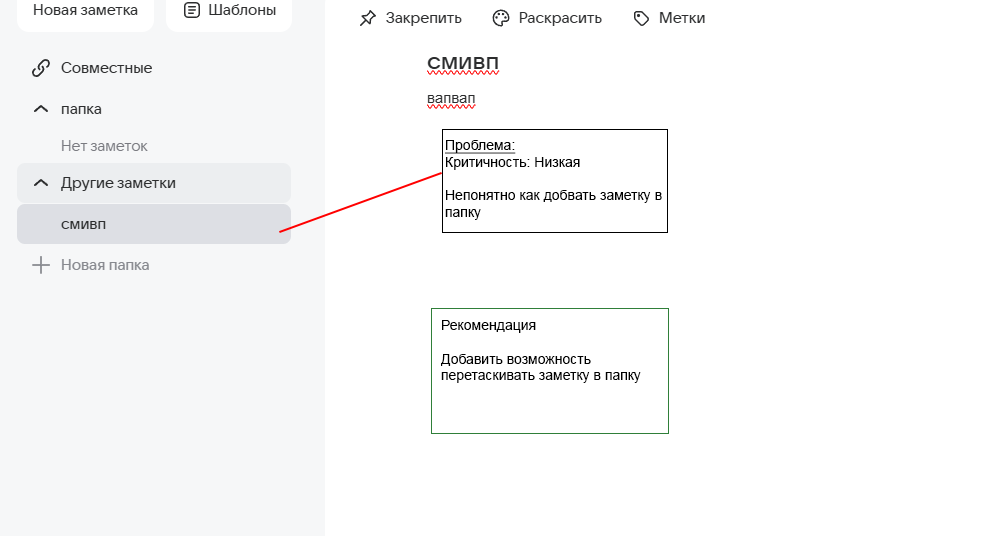 Новая заметка
Шаблоны
Совместные
папка
Нет заметок
Другие заметки
смивп
Новая папка
Закрепить
Раскрасить
Метки
смивп
вапвап
Проблема:
Критичность: Низкая
Непонятно как добвать заметку в
папку
Рекомендация
Добавить возможность
перетаскивать заметку в папку